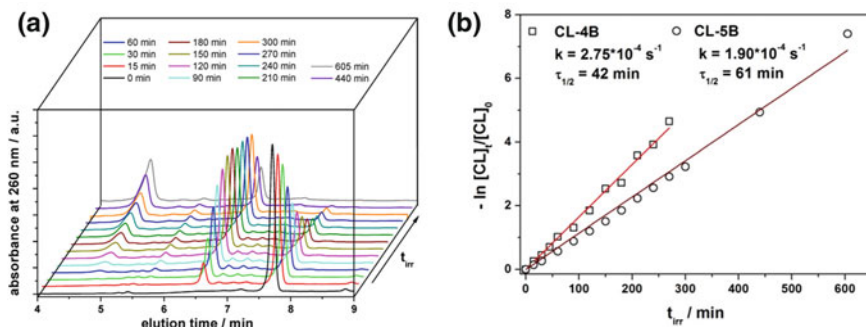 (a)
60 min 180 min 300 min
30 min 150 min 270 min
15 min 120 min 240 min 605 min
0 min 90 min 210 min 440 min
absorbance at 260 nm / a.u.
t_irr
4 5 6 7 8 9
elution time / min
(b)
CL-4B CL-5B
k = 2.75*10⁻⁴ s⁻¹ k = 1.90*10⁻⁴ s⁻¹
τ1/2 = 42 min τ1/2 = 61 min
- ln [CL]t/[CL]0
8
6
4
2
0
0 100 200 300 400 500 600
t_irr / min